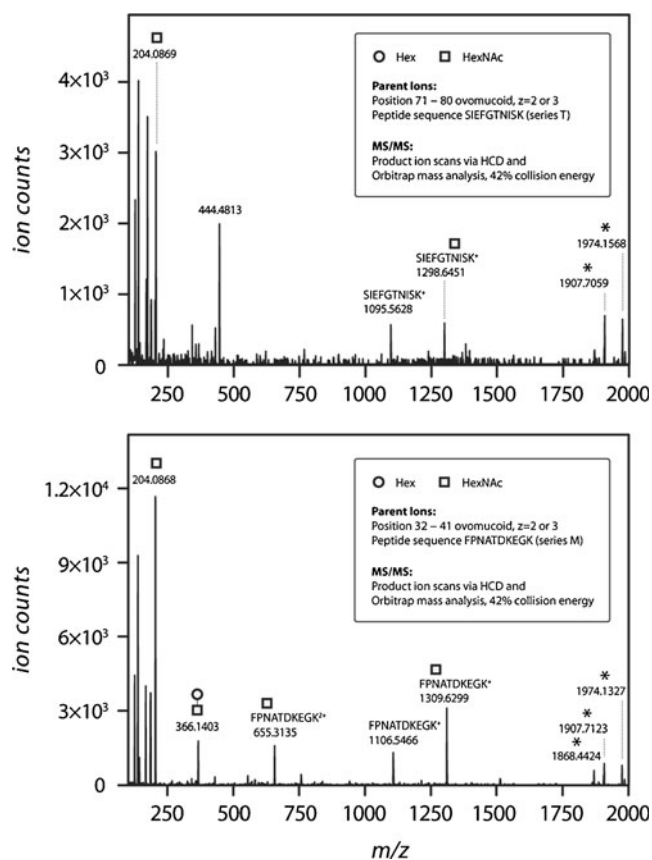 4×10³
3×10³
2×10³
1×10³
0
ion counts
204.0869
444.4813
SIEFGTNISK⁺
1095.5628
SIEFGTNISK⁺
1298.6451
*
1907.7059
*
1974.1568
Hex HexNAc
Parent Ions:
Position 71 – 80 ovomucoid, z=2 or 3
Peptide sequence SIEFGTNISK (series T)
MS/MS:
Product ion scans via HCD and
Orbitrap mass analysis, 42% collision energy
250 500 750 1000 1250 1500 1750 2000
1.2×10⁴
9×10³
6×10³
3×10³
0
ion counts
204.0868
366.1403
FPNATDKEGK²⁺
655.3135
FPNATDKEGK⁺
1106.5466
FPNATDKEGK⁺
1309.6299
*
1868.4424
*
1907.7123
*
1974.1327
Hex HexNAc
Parent Ions:
Position 32 – 41 ovomucoid, z=2 or 3
Peptide sequence FPNATDKEGK (series M)
MS/MS:
Product ion scans via HCD and
Orbitrap mass analysis, 42% collision energy
250 500 750 1000 1250 1500 1750 2000
m/z